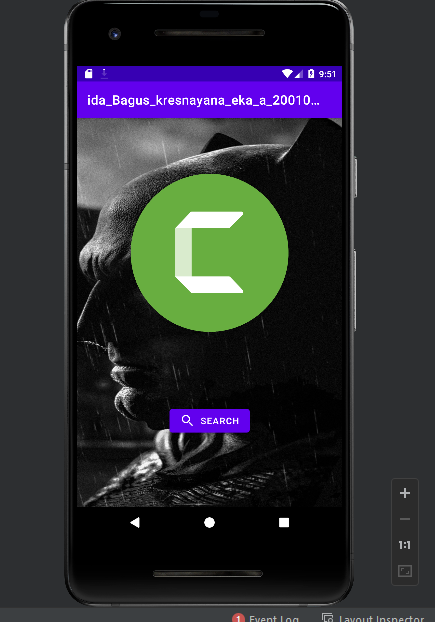 9:51
ida_Bagus_kresnayana_eka_a_20010...
SEARCH
1:1
1 Event Log
Layout Inspector